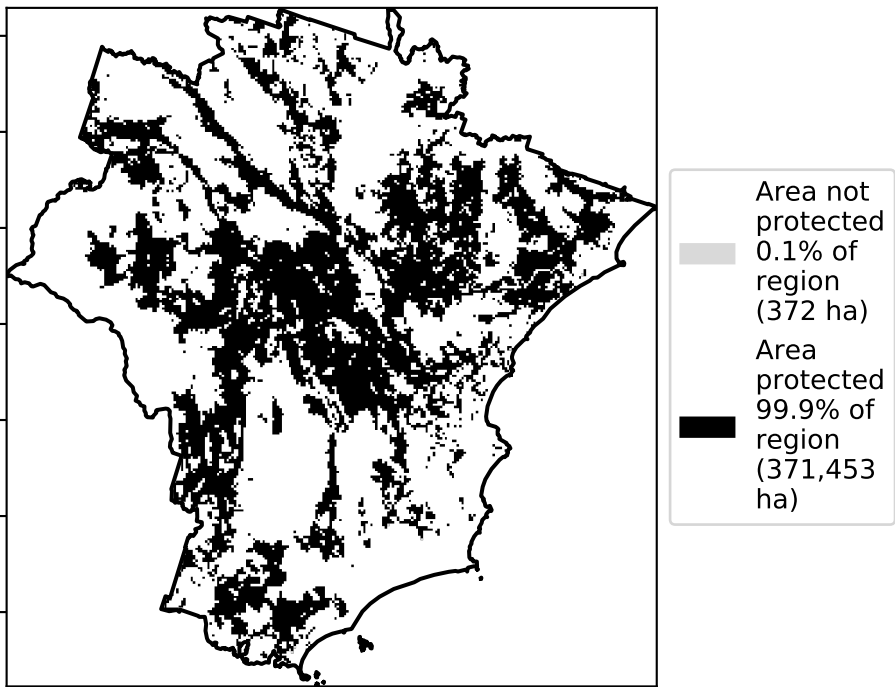 Area not
protected
0.1% of
region
(372 ha)
Area
protected
99.9% of
region
(371,453
ha)